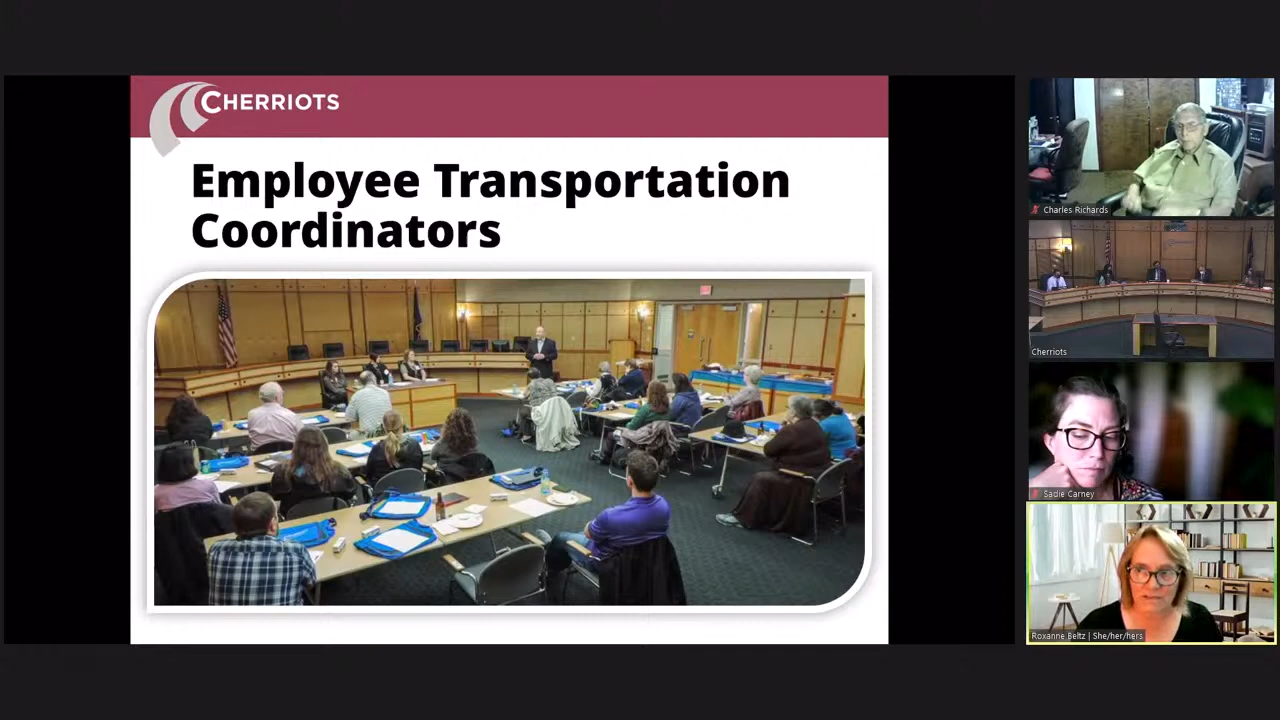 CHERRIOTS
Employee Transportation
Coordinators
Charles Richards
Cherriots
Sadie Carney
Roxanne Beltz | She/her/hers